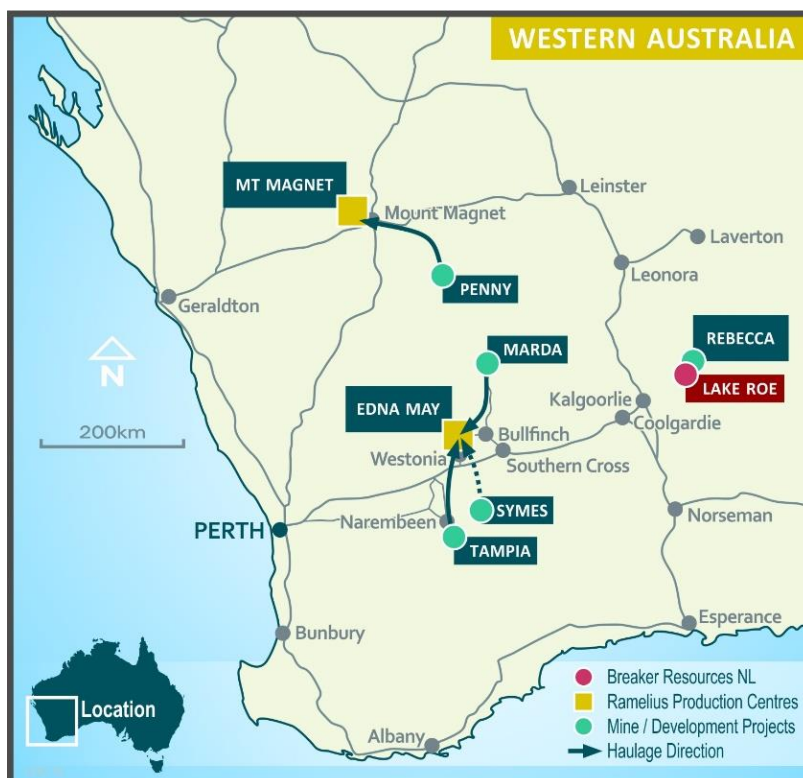 WESTERN AUSTRALIA
MT MAGNET
Mount Magnet
Leinster
Laverton
Leonora
PENNY
Geraldton
N
200km
MARDA
REBECCA
LAKE ROE
EDNA MAY
Kalgoorlie
Coolgardie
Bullfinch
Westonia
Southern Cross
SYMES
Narembeen
Norseman
PERTH
TAMPIA
Bunbury
Esperance
Albany
Location
Breaker Resources NL
Ramelius Production Centres
Mine / Development Projects
Haulage Direction